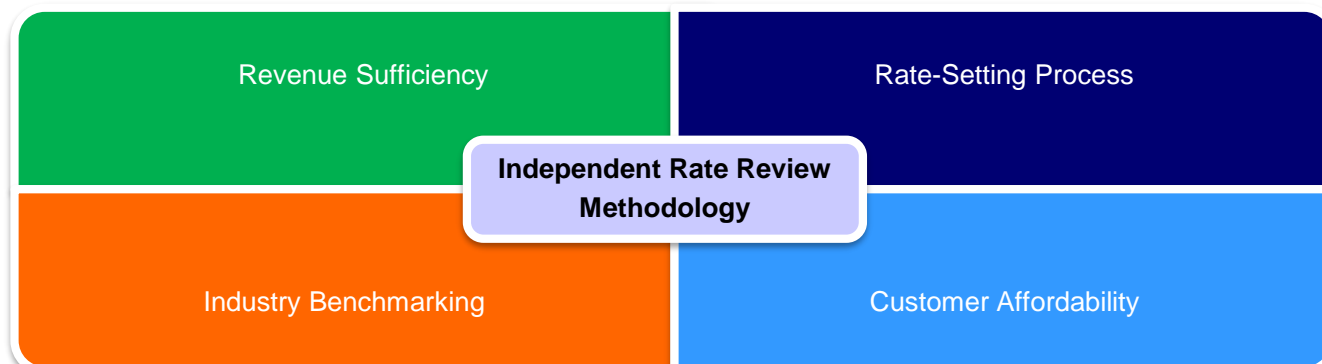 Revenue Sufficiency
Rate-Setting Process
Independent Rate Review
Methodology
Industry Benchmarking
Customer Affordability